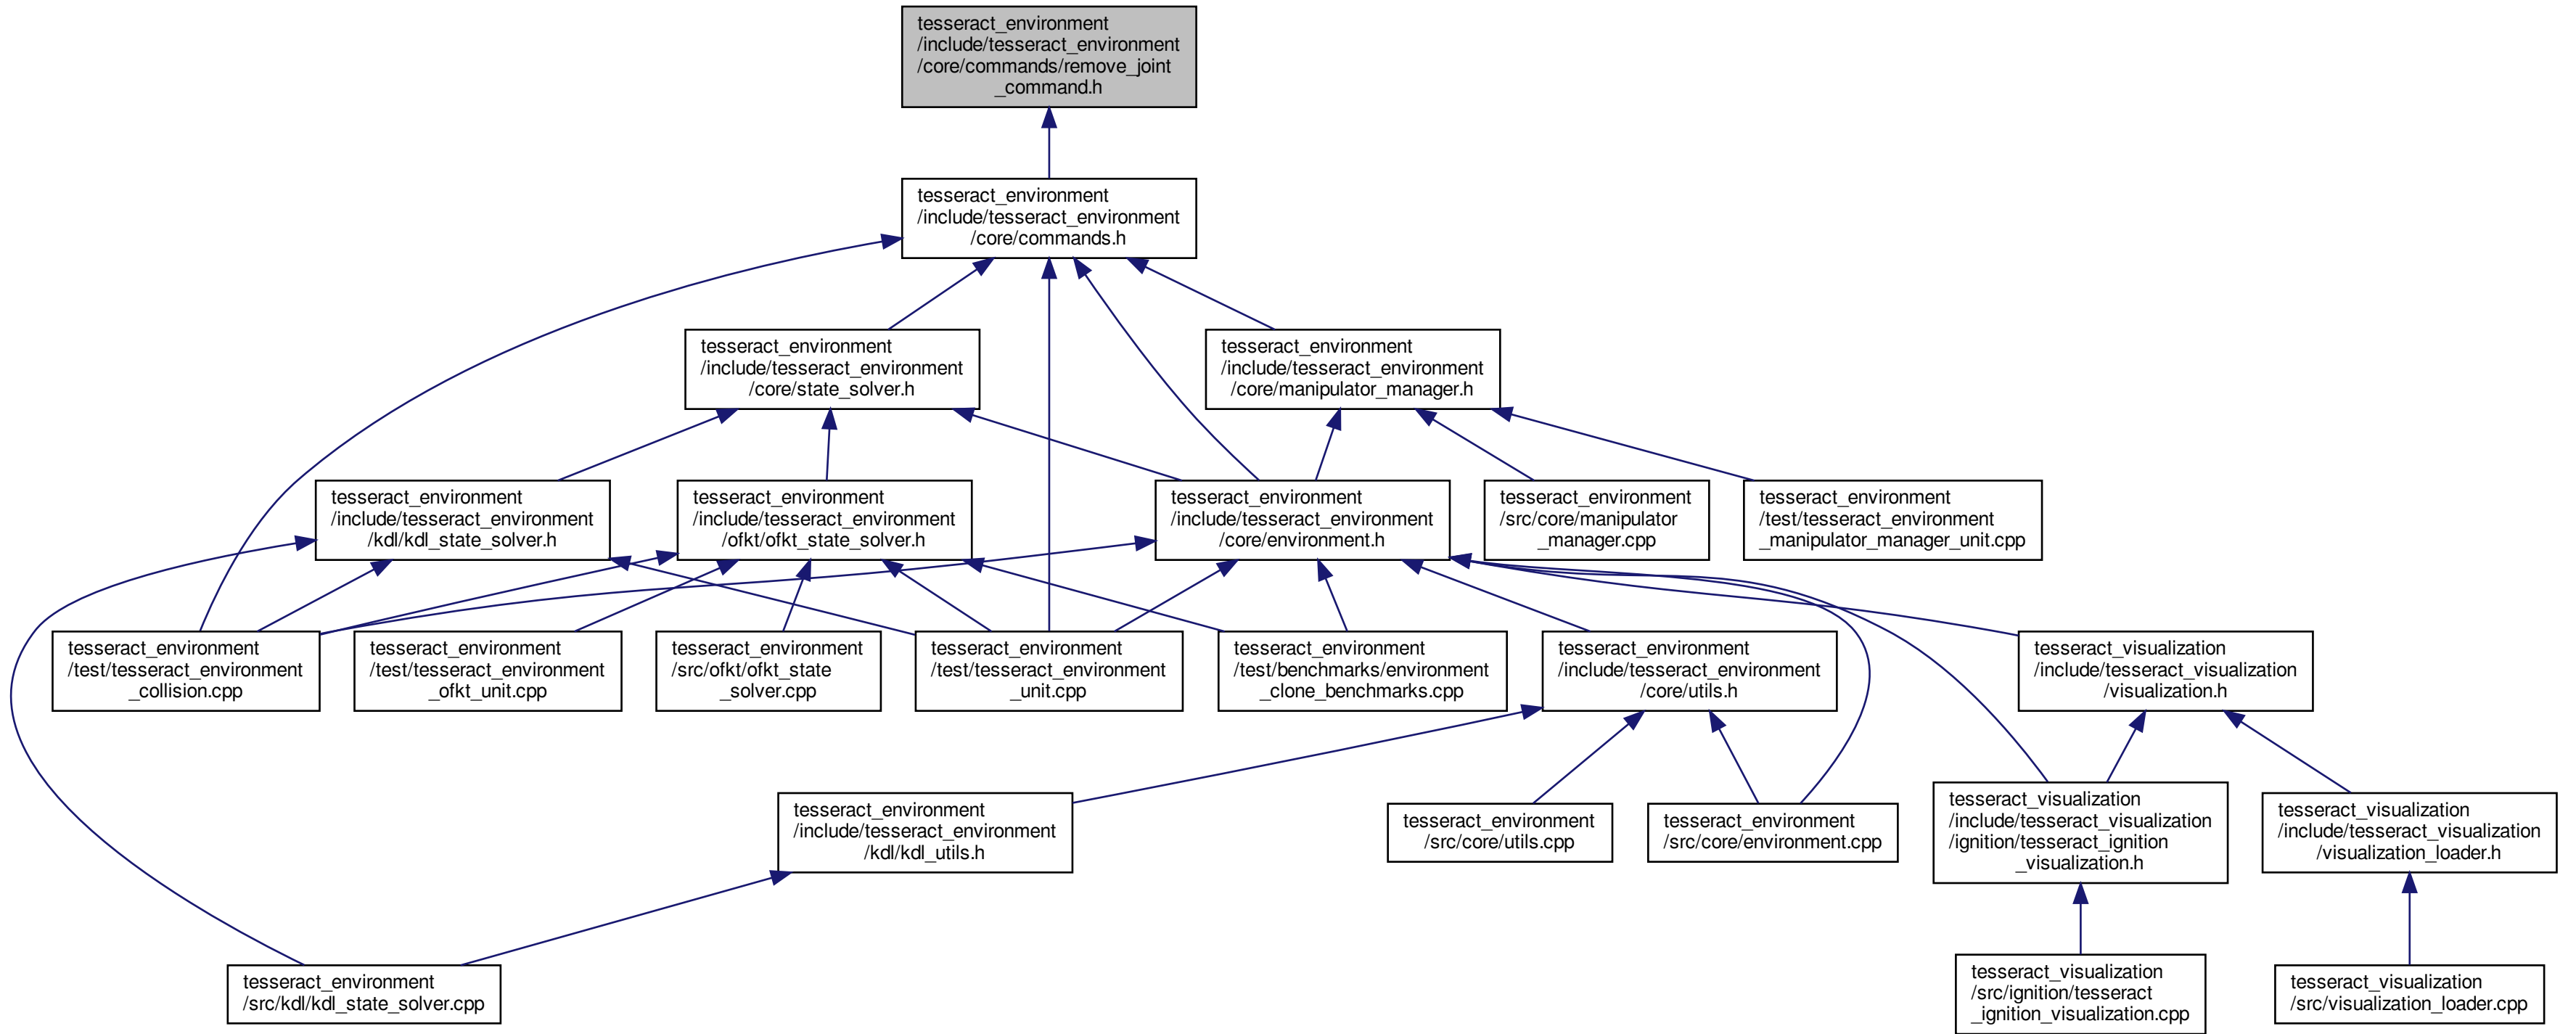 tesseract_environment
/include/tesseract_environment
/core/commands/remove_joint
_command.h
tesseract_environment
/include/tesseract_environment
/core/commands.h
tesseract_environment
/include/tesseract_environment
/core/state_solver.h
tesseract_environment
/include/tesseract_environment
/core/manipulator_manager.h
tesseract_environment
/include/tesseract_environment
/kdl/kdl_state_solver.h
tesseract_environment
/include/tesseract_environment
/ofkt/ofkt_state_solver.h
tesseract_environment
/include/tesseract_environment
/core/environment.h
tesseract_environment
/src/core/manipulator
_manager.cpp
tesseract_environment
/test/tesseract_environment
_manipulator_manager_unit.cpp
tesseract_environment
/test/tesseract_environment
_collision.cpp
tesseract_environment
/test/tesseract_environment
_ofkt_unit.cpp
tesseract_environment
/src/ofkt/ofkt_state
_solver.cpp
tesseract_environment
/test/tesseract_environment
_unit.cpp
tesseract_environment
/test/benchmarks/environment
_clone_benchmarks.cpp
tesseract_environment
/include/tesseract_environment
/core/utils.h
tesseract_visualization
/include/tesseract_visualization
/visualization.h
tesseract_environment
/include/tesseract_environment
/kdl/kdl_utils.h
tesseract_environment
/src/core/utils.cpp
tesseract_environment
/src/core/environment.cpp
tesseract_visualization
/include/tesseract_visualization
/ignition/tesseract_ignition
_visualization.h
tesseract_visualization
/include/tesseract_visualization
/visualization_loader.h
tesseract_environment
/src/kdl/kdl_state_solver.cpp
tesseract_visualization
/src/ignition/tesseract
_ignition_visualization.cpp
tesseract_visualization
/src/visualization_loader.cpp